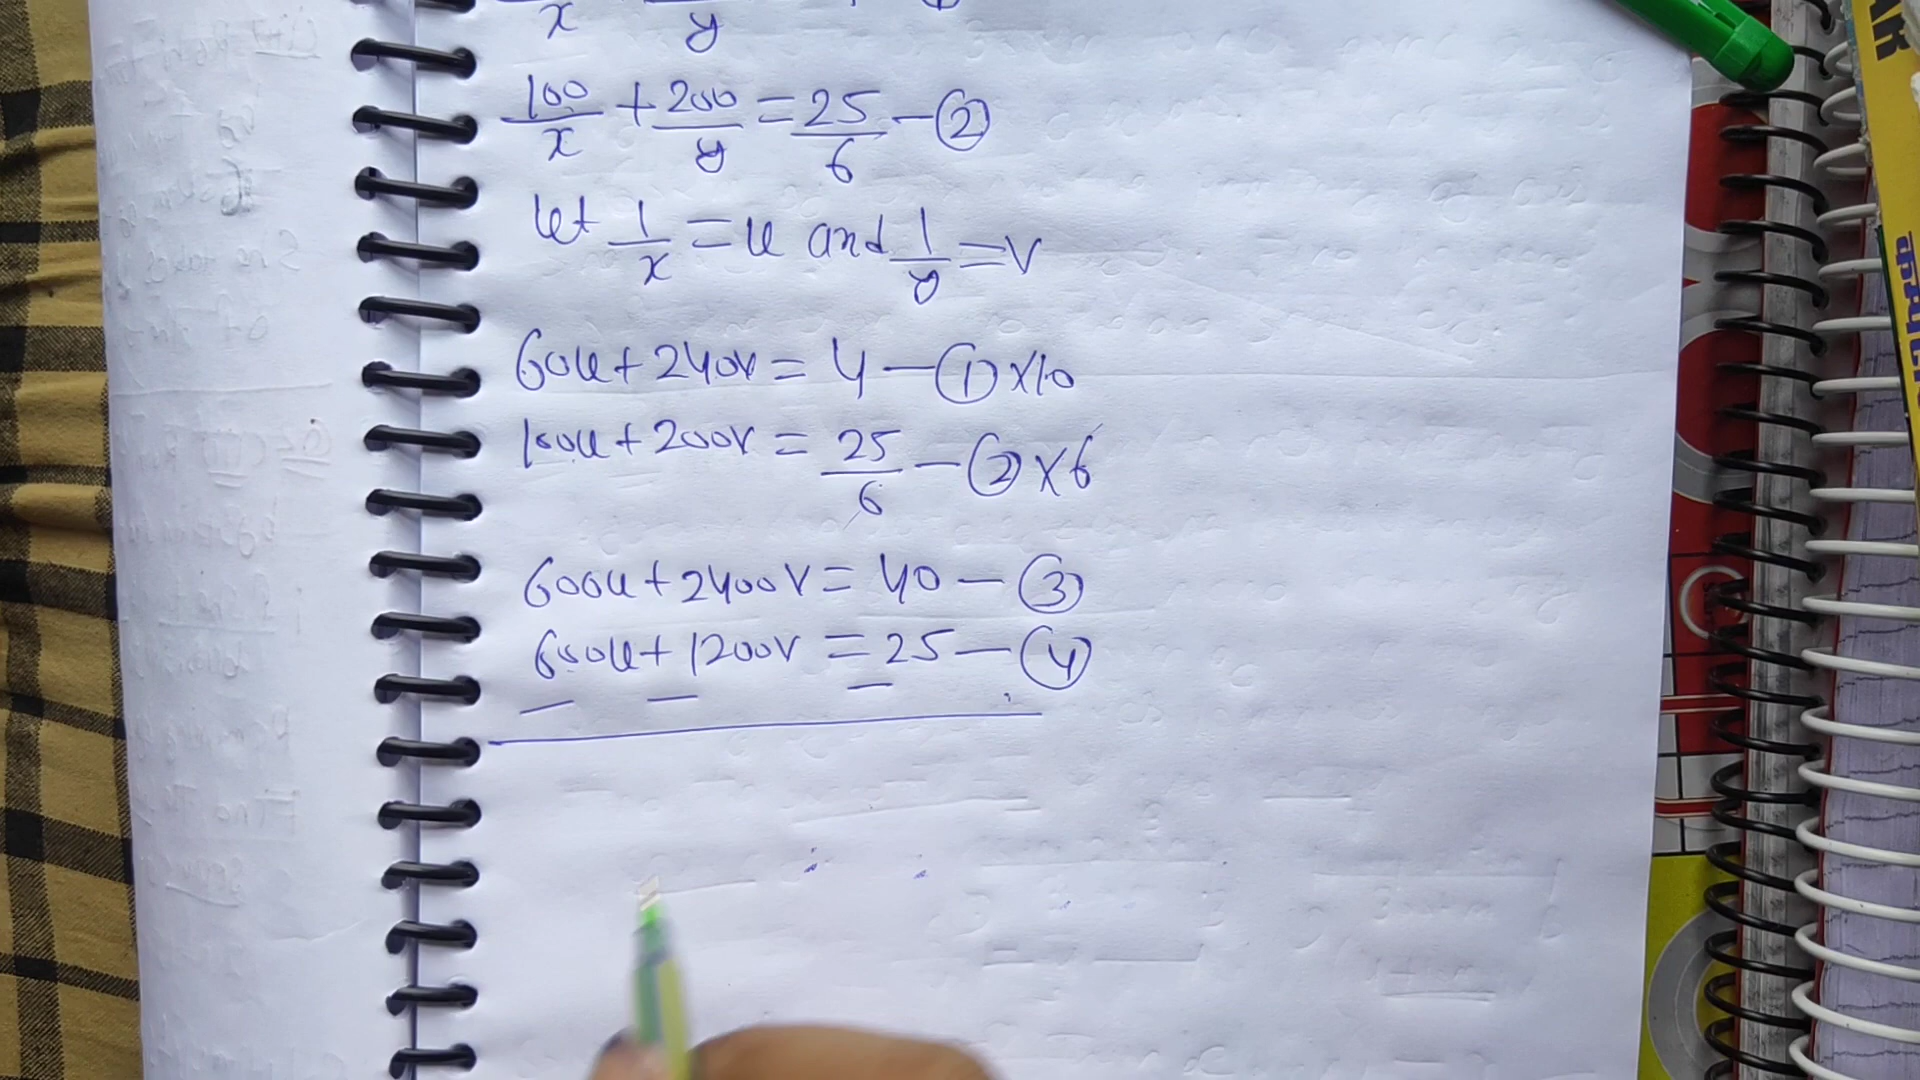 x y
100/x + 200/y = 25/6 - ②
let 1/x = u and 1/y = v
60u + 240v = 4 - ① × 10
100u + 200v = 25/6 - ② × 6
600u + 2400v = 40 - ③
600u + 1200v = 25 - ④
- - -